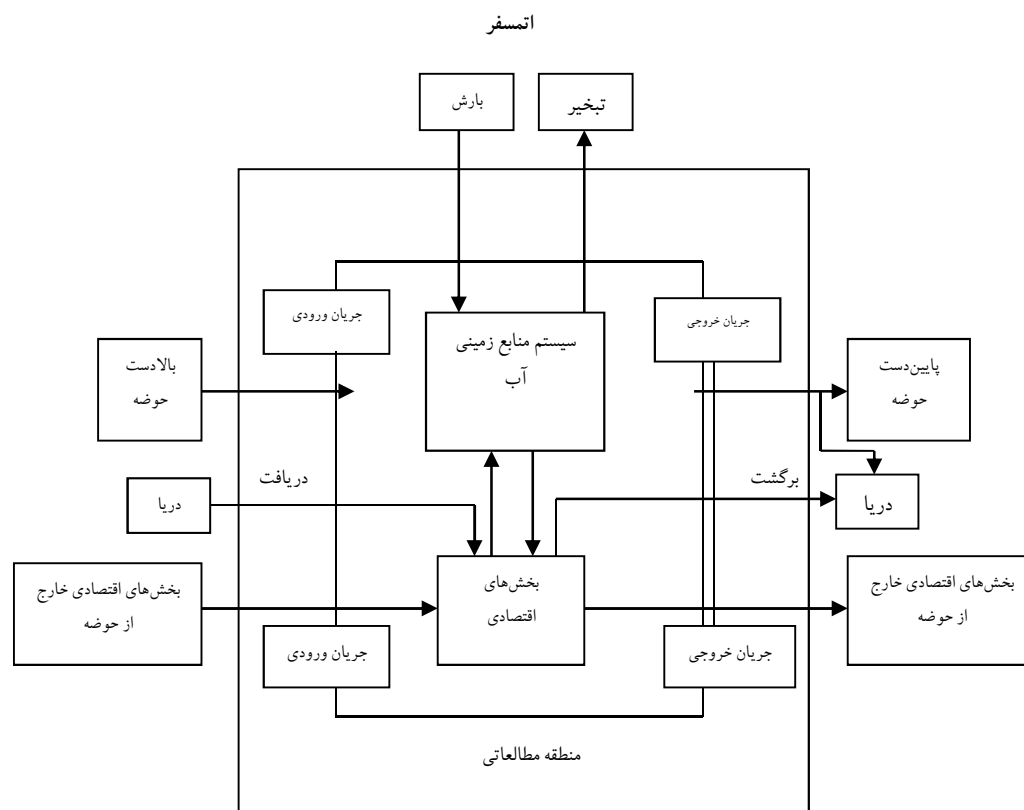 اتمسفر
بارش
تبخیر
جریان ورودی
جریان خروجی
سیستم منابع زمینی
آب
بالادست
حوضه
پایین‌دست
حوضه
دریافت
برگشت
دریا
دریا
بخش‌های اقتصادی خارج
از حوضه
بخش‌های
اقتصادی
بخش‌های اقتصادی خارج
از حوضه
جریان ورودی
جریان خروجی
منطقه مطالعاتی